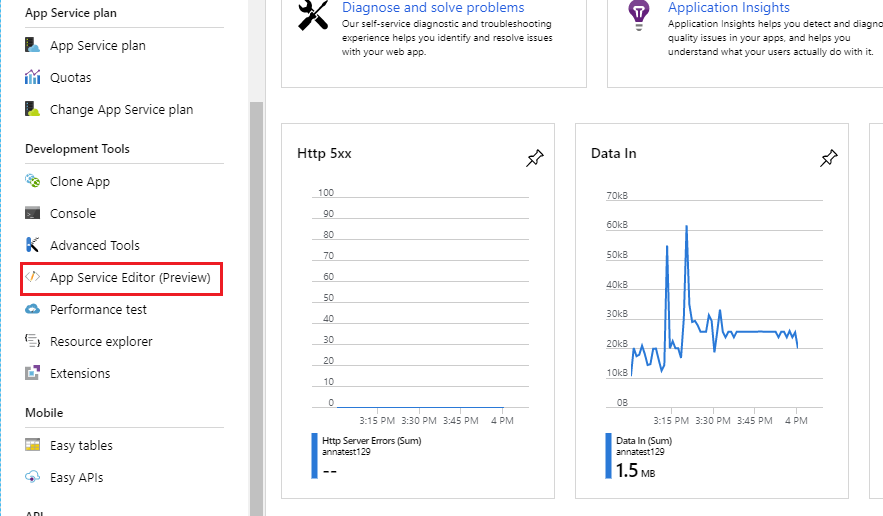 App Service plan
App Service plan
Quotas
Change App Service plan
Development Tools
Clone App
Console
Advanced Tools
App Service Editor (Preview)
Performance test
Resource explorer
Extensions
Mobile
Easy tables
Easy APIs
API
Diagnose and solve problems
Our self-service diagnostic and troubleshooting
experience helps you identify and resolve issues
with your web app.
Application Insights
Application Insights helps you detect and diagno
quality issues in your apps, and helps you
understand what your users actually do with it.
Http 5xx
100
90
80
70
60
50
40
30
20
10
0
3:15 PM 3:30 PM 3:45 PM 4 PM
Http Server Errors (Sum)
annatest129
--
Data In
70kB
60kB
50kB
40kB
30kB
20kB
10kB
0B
3:15 PM 3:30 PM 3:45 PM 4 PM
Data In (Sum)
annatest129
1.5 MB